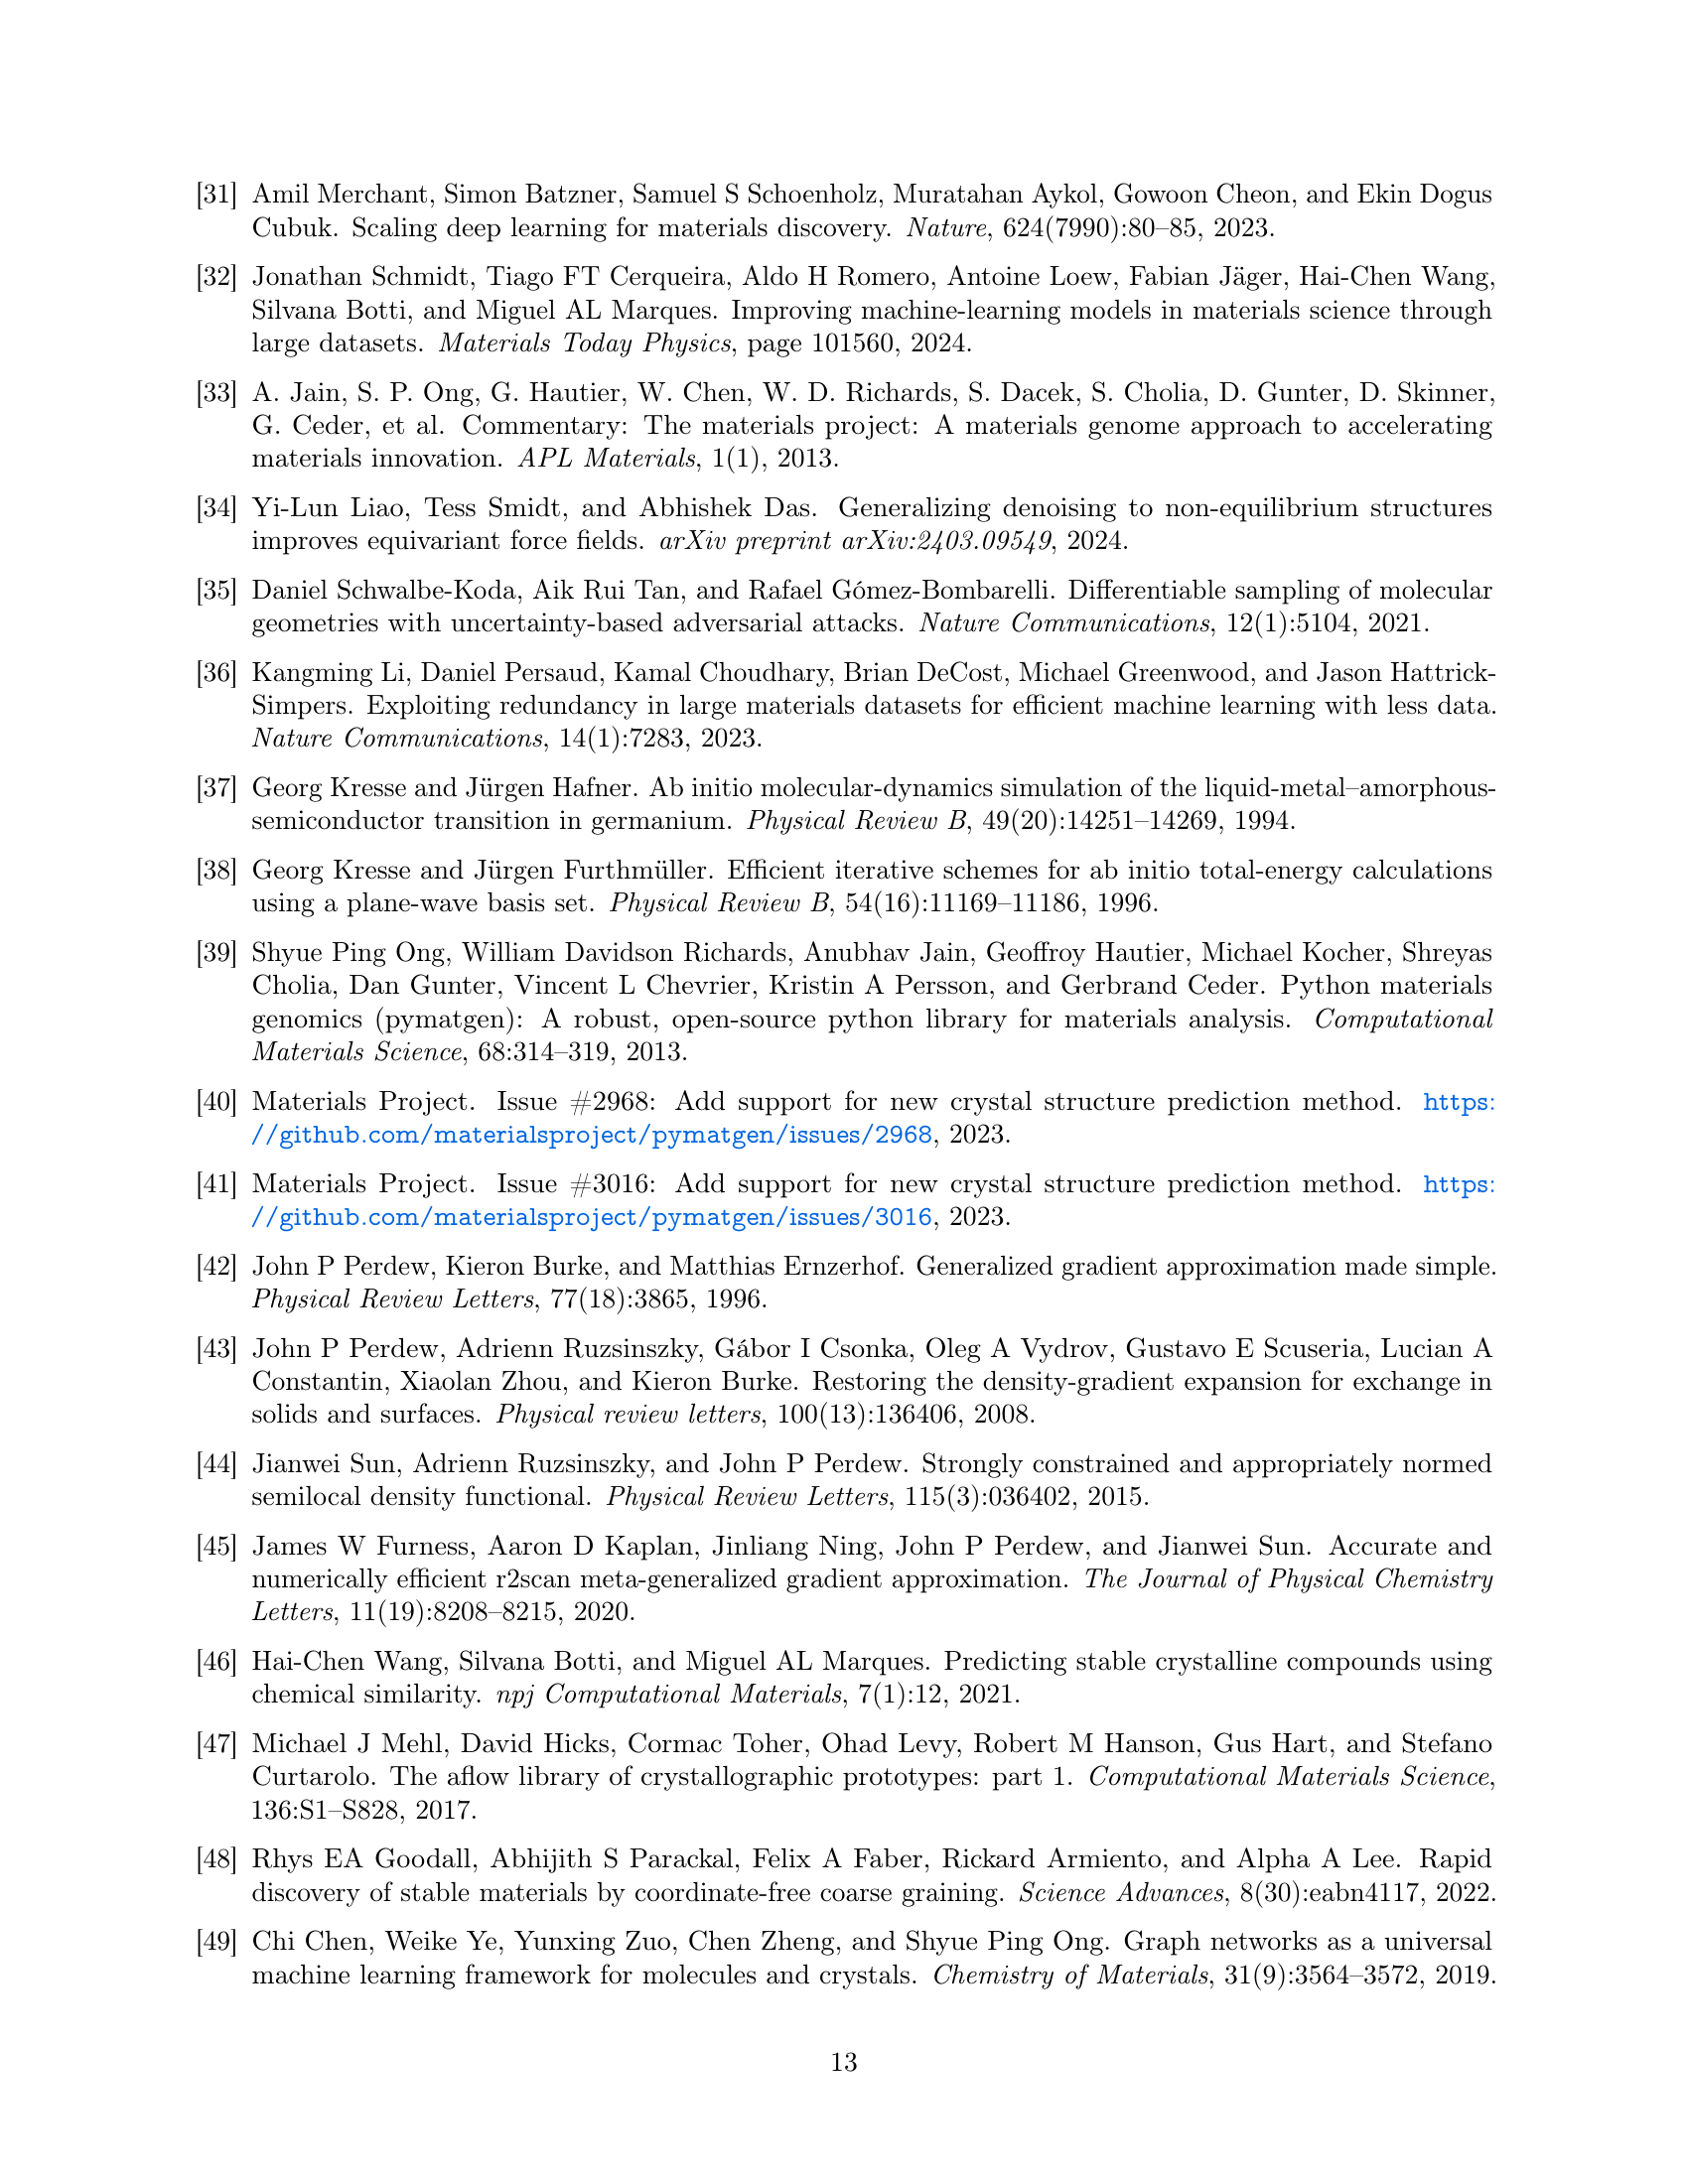 [31] Amil Merchant, Simon Batzner, Samuel S Schoenholz, Muratahan Aykol, Gowoon Cheon, and Ekin Dogus
Cubuk. Scaling deep learning for materials discovery. Nature, 624(7990):80–85, 2023.
[32] Jonathan Schmidt, Tiago FT Cerqueira, Aldo H Romero, Antoine Loew, Fabian Jäger, Hai-Chen Wang,
Silvana Botti, and Miguel AL Marques. Improving machine-learning models in materials science through
large datasets. Materials Today Physics, page 101560, 2024.
[33] A. Jain, S. P. Ong, G. Hautier, W. Chen, W. D. Richards, S. Dacek, S. Cholia, D. Gunter, D. Skinner,
G. Ceder, et al. Commentary: The materials project: A materials genome approach to accelerating
materials innovation. APL Materials, 1(1), 2013.
[34] Yi-Lun Liao, Tess Smidt, and Abhishek Das. Generalizing denoising to non-equilibrium structures
improves equivariant force fields. arXiv preprint arXiv:2403.09549, 2024.
[35] Daniel Schwalbe-Koda, Aik Rui Tan, and Rafael Gómez-Bombarelli. Differentiable sampling of molecular
geometries with uncertainty-based adversarial attacks. Nature Communications, 12(1):5104, 2021.
[36] Kangming Li, Daniel Persaud, Kamal Choudhary, Brian DeCost, Michael Greenwood, and Jason Hattrick-
Simpers. Exploiting redundancy in large materials datasets for efficient machine learning with less data.
Nature Communications, 14(1):7283, 2023.
[37] Georg Kresse and Jürgen Hafner. Ab initio molecular-dynamics simulation of the liquid-metal–amorphous-
semiconductor transition in germanium. Physical Review B, 49(20):14251–14269, 1994.
[38] Georg Kresse and Jürgen Furthmüller. Efficient iterative schemes for ab initio total-energy calculations
using a plane-wave basis set. Physical Review B, 54(16):11169–11186, 1996.
[39] Shyue Ping Ong, William Davidson Richards, Anubhav Jain, Geoffroy Hautier, Michael Kocher, Shreyas
Cholia, Dan Gunter, Vincent L Chevrier, Kristin A Persson, and Gerbrand Ceder. Python materials
genomics (pymatgen): A robust, open-source python library for materials analysis. Computational
Materials Science, 68:314–319, 2013.
[40] Materials Project. Issue #2968: Add support for new crystal structure prediction method. https:
//github.com/materialsproject/pymatgen/issues/2968, 2023.
[41] Materials Project. Issue #3016: Add support for new crystal structure prediction method. https:
//github.com/materialsproject/pymatgen/issues/3016, 2023.
[42] John P Perdew, Kieron Burke, and Matthias Ernzerhof. Generalized gradient approximation made simple.
Physical Review Letters, 77(18):3865, 1996.
[43] John P Perdew, Adrienn Ruzsinszky, Gábor I Csonka, Oleg A Vydrov, Gustavo E Scuseria, Lucian A
Constantin, Xiaolan Zhou, and Kieron Burke. Restoring the density-gradient expansion for exchange in
solids and surfaces. Physical review letters, 100(13):136406, 2008.
[44] Jianwei Sun, Adrienn Ruzsinszky, and John P Perdew. Strongly constrained and appropriately normed
semilocal density functional. Physical Review Letters, 115(3):036402, 2015.
[45] James W Furness, Aaron D Kaplan, Jinliang Ning, John P Perdew, and Jianwei Sun. Accurate and
numerically efficient r2scan meta-generalized gradient approximation. The Journal of Physical Chemistry
Letters, 11(19):8208–8215, 2020.
[46] Hai-Chen Wang, Silvana Botti, and Miguel AL Marques. Predicting stable crystalline compounds using
chemical similarity. npj Computational Materials, 7(1):12, 2021.
[47] Michael J Mehl, David Hicks, Cormac Toher, Ohad Levy, Robert M Hanson, Gus Hart, and Stefano
Curtarolo. The aflow library of crystallographic prototypes: part 1. Computational Materials Science,
136:S1–S828, 2017.
[48] Rhys EA Goodall, Abhijith S Parackal, Felix A Faber, Rickard Armiento, and Alpha A Lee. Rapid
discovery of stable materials by coordinate-free coarse graining. Science Advances, 8(30):eabn4117, 2022.
[49] Chi Chen, Weike Ye, Yunxing Zuo, Chen Zheng, and Shyue Ping Ong. Graph networks as a universal
machine learning framework for molecules and crystals. Chemistry of Materials, 31(9):3564–3572, 2019.
13